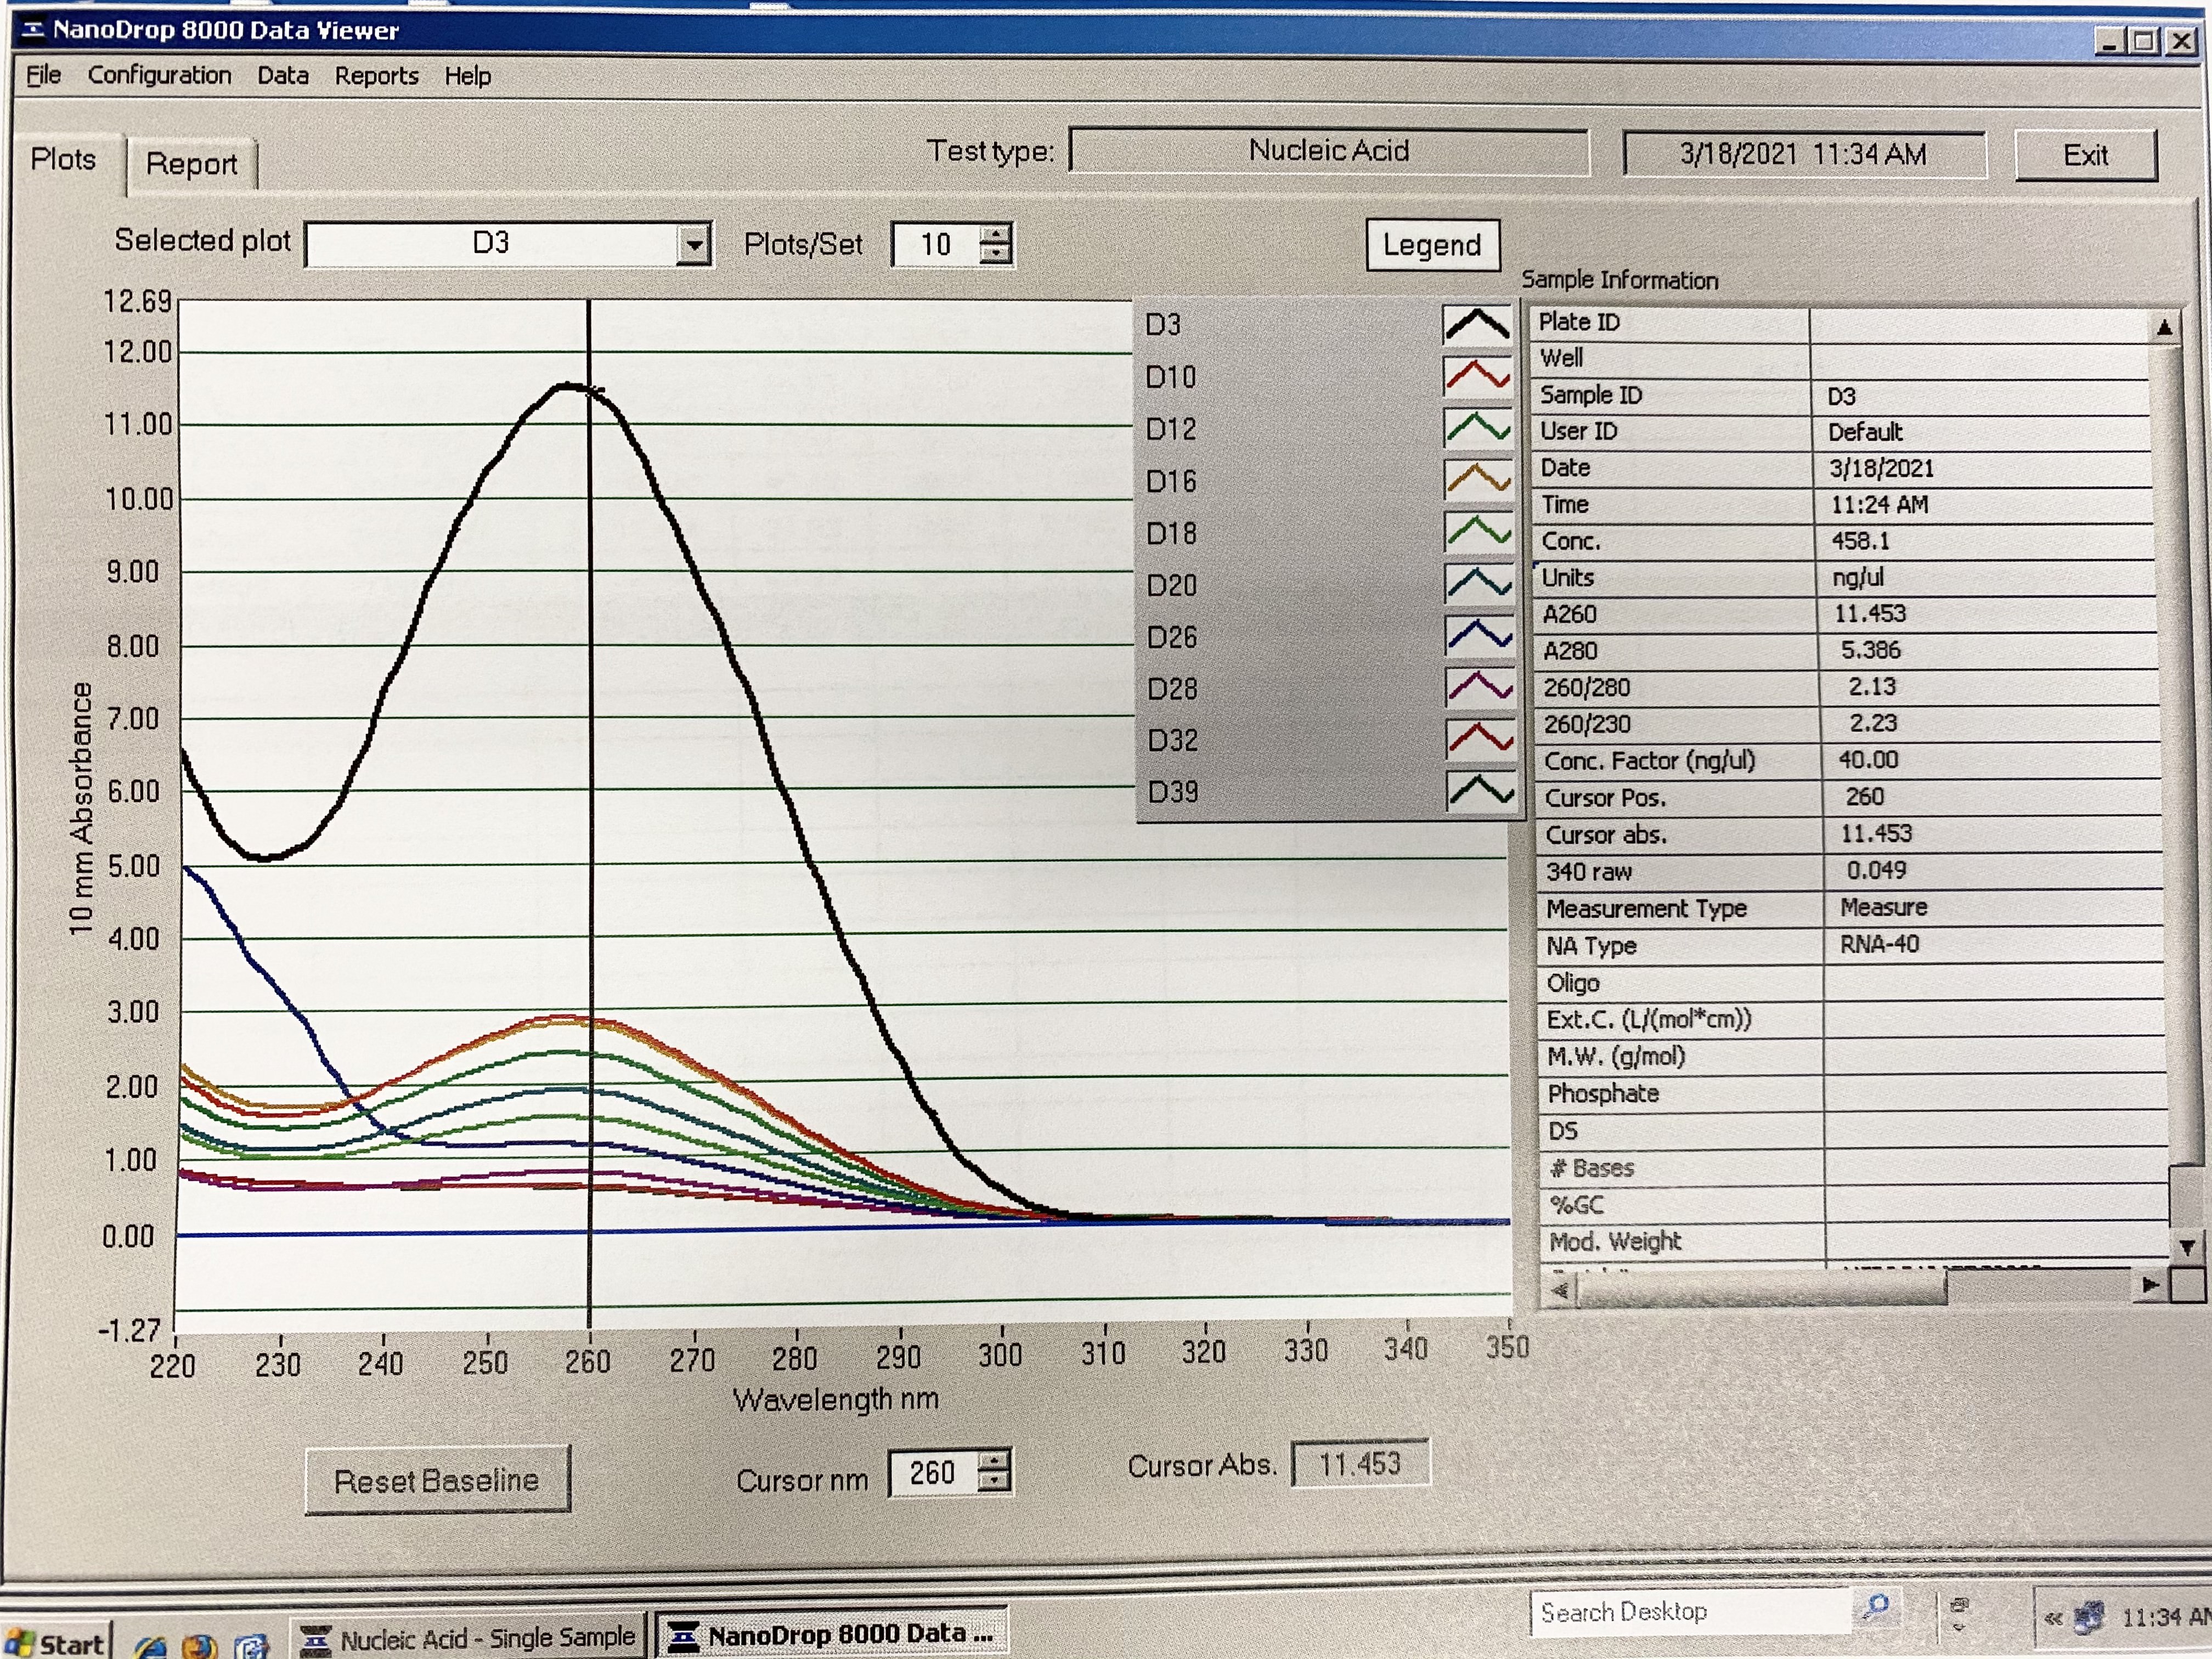 NanoDrop 8000 Data Viewer
File Configuration Data Reports Help
Plots Report Test type: Nucleic Acid 3/18/2021 11:34 AM Exit
Selected plot D3 Plots/Set 10 Legend
Sample Information
12.69
12.00
11.00
10.00
9.00
8.00
7.00
6.00
5.00
4.00
3.00
2.00
1.00
0.00
-1.27
10 mm Absorbance
220 230 240 250 260 270 280 290 300 310 320 330 340 350
Wavelength nm
D3
D10
D12
D16
D18
D20
D26
D28
D32
D39
Plate ID
Well
Sample ID D3
User ID Default
Date 3/18/2021
Time 11:24 AM
Conc. 458.1
Units ng/ul
A260 11.453
A280 5.386
260/280 2.13
260/230 2.23
Conc. Factor (ng/ul) 40.00
Cursor Pos. 260
Cursor abs. 11.453
340 raw 0.049
Measurement Type Measure
NA Type RNA-40
Oligo
Ext.C. (L/(mol*cm))
M.W. (g/mol)
Phosphate
DS
# Bases
%GC
Mod. Weight
Reset Baseline Cursor nm 260 Cursor Abs. 11.453
Search Desktop
Start Nucleic Acid - Single Sample NanoDrop 8000 Data ... « 11:34